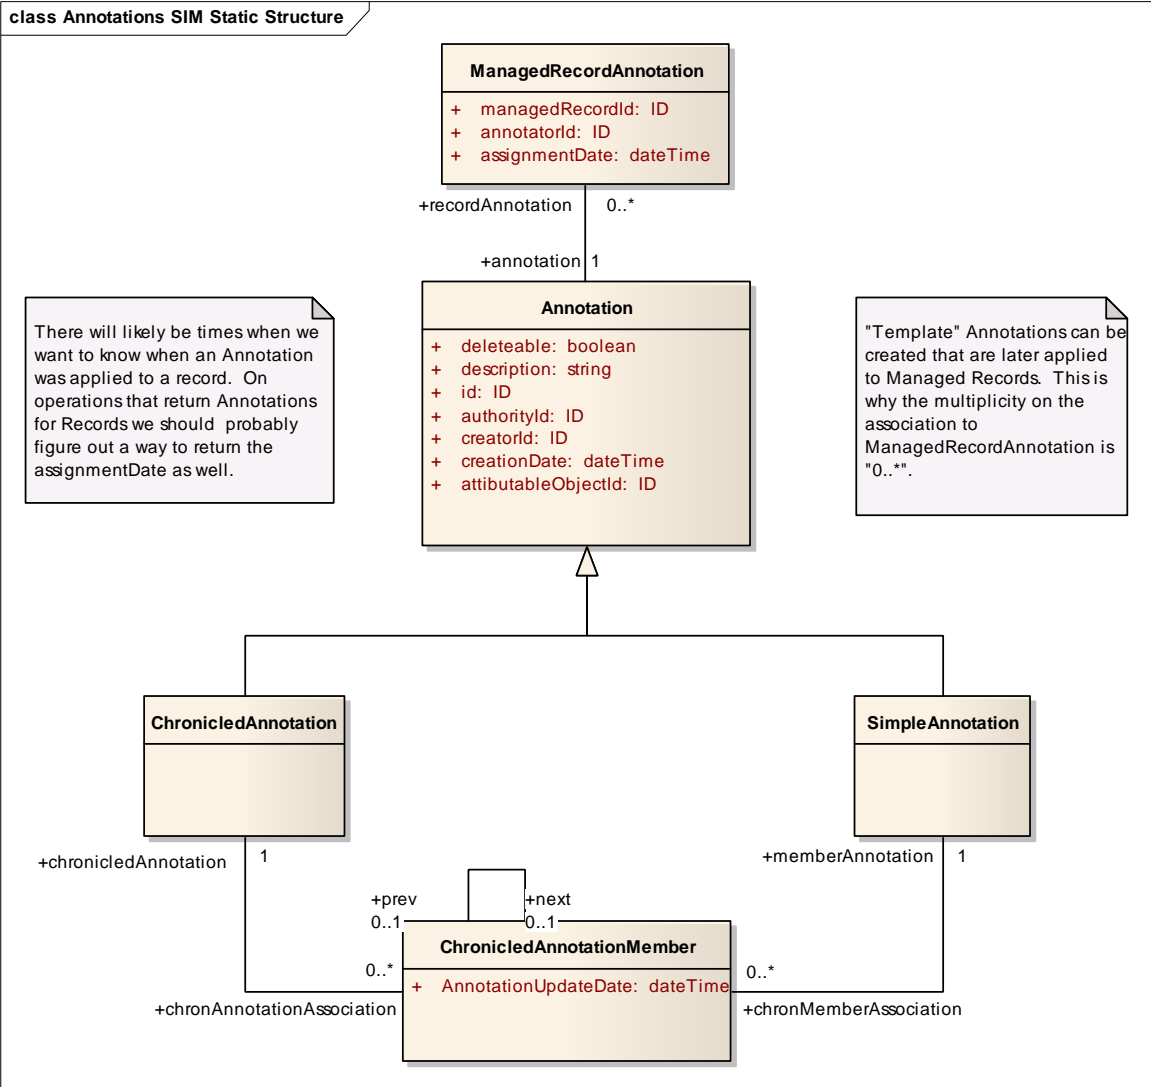 class Annotations SIM Static Structure
ManagedRecordAnnotation
+ managedRecordId: ID
+ annotatorId: ID
+ assignmentDate: dateTime
+recordAnnotation 0..*
+annotation 1
There will likely be times when we
want to know when an Annotation
was applied to a record. On
operations that return Annotations
for Records we should probably
figure out a way to return the
assignmentDate as well.
Annotation
+ deleteable: boolean
+ description: string
+ id: ID
+ authorityId: ID
+ creatorId: ID
+ creationDate: dateTime
+ attibutableObjectId: ID
"Template" Annotations can be
created that are later applied
to Managed Records. This is
why the multiplicity on the
association to
ManagedRecordAnnotation is
"0..*".
ChronicledAnnotation
SimpleAnnotation
+chronicledAnnotation 1
+memberAnnotation 1
+prev
0..1
+next
0..1
ChronicledAnnotationMember
+ AnnotationUpdateDate: dateTime
0..*
+chronAnnotationAssociation
0..*
+chronMemberAssociation